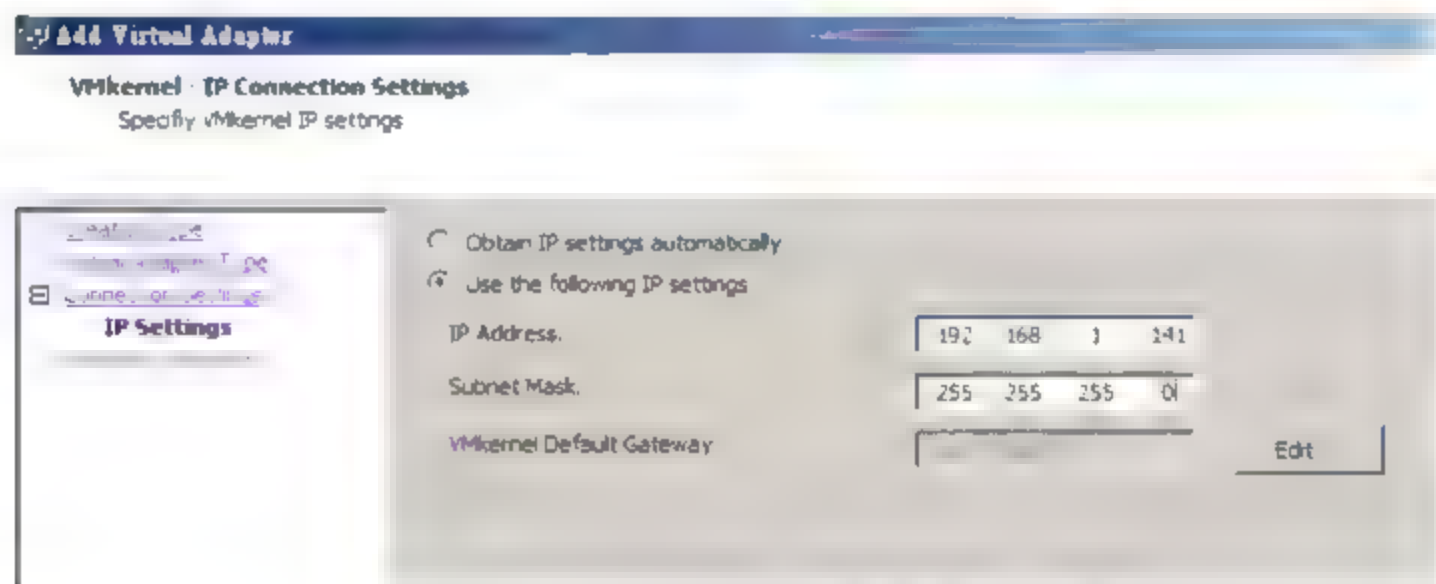 Add Virtual Adapter
VMkernel - IP Connection Settings
Specify VMkernel IP settings
IP Settings
Obtain IP settings automatically
Use the following IP settings
IP Address:
192 168 1 141
Subnet Mask:
255 255 255 0
VMkernel Default Gateway
Edit